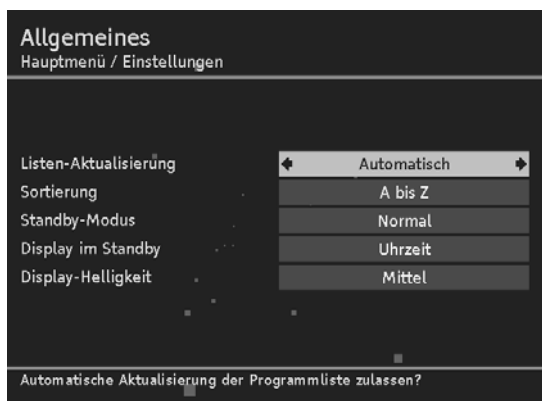 Allgemeines
Hauptmenü / Einstellungen
Listen-Aktualisierung Automatisch
Sortierung A bis Z
Standby-Modus Normal
Display im Standby Uhrzeit
Display-Helligkeit Mittel
Automatische Aktualisierung der Programmliste zulassen?